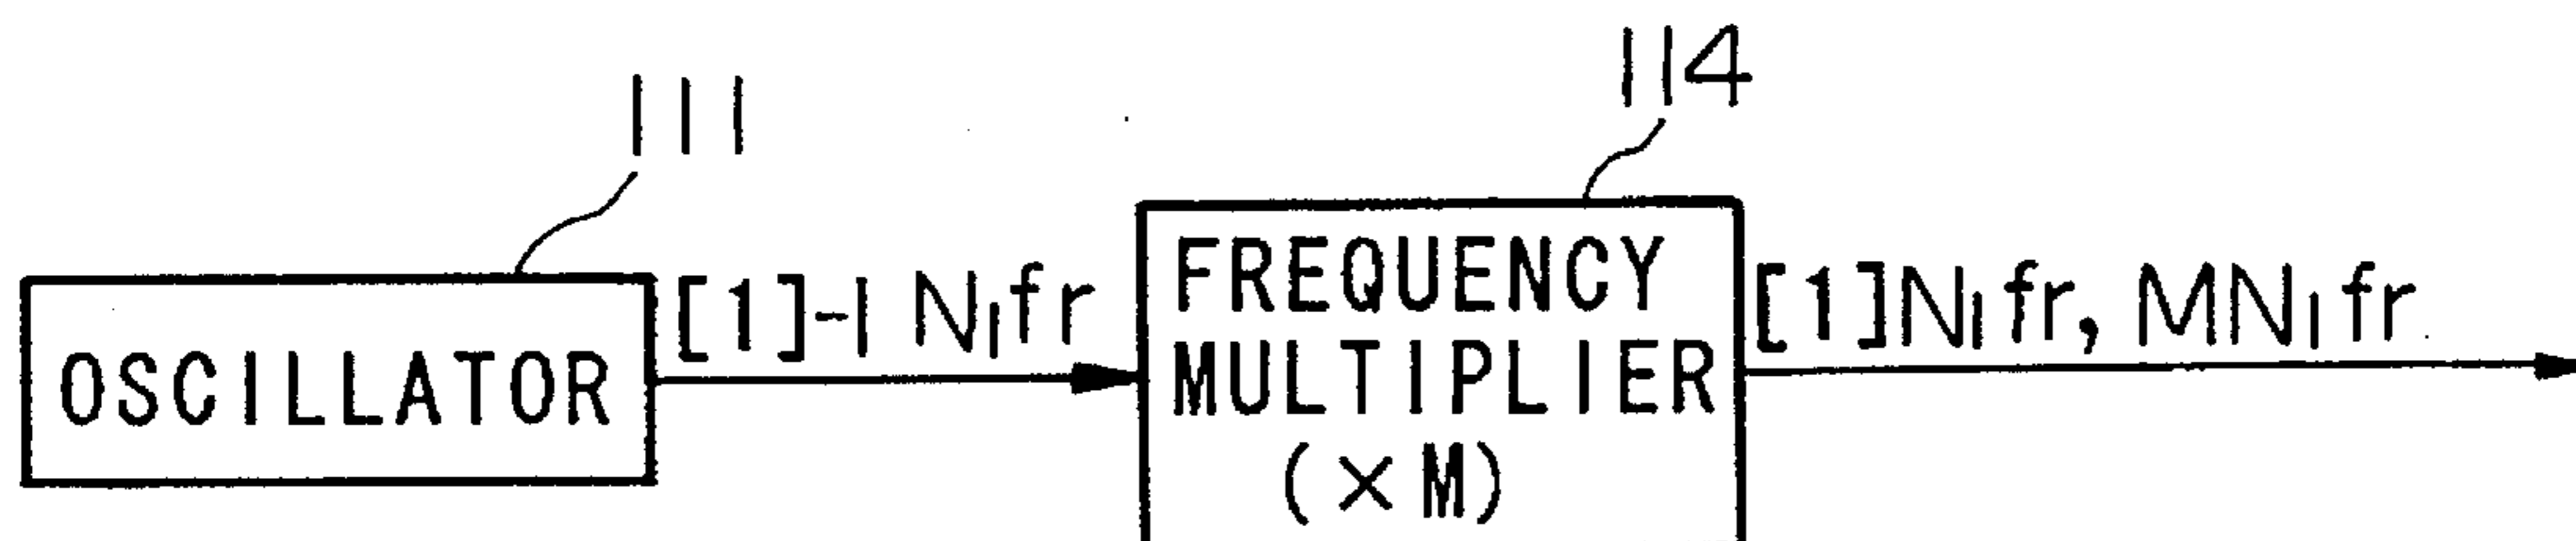 111
114
OSCILLATOR
[1]-1 N₁fr
FREQUENCY
MULTIPLIER
(×M)
[1]N₁fr, MN₁fr